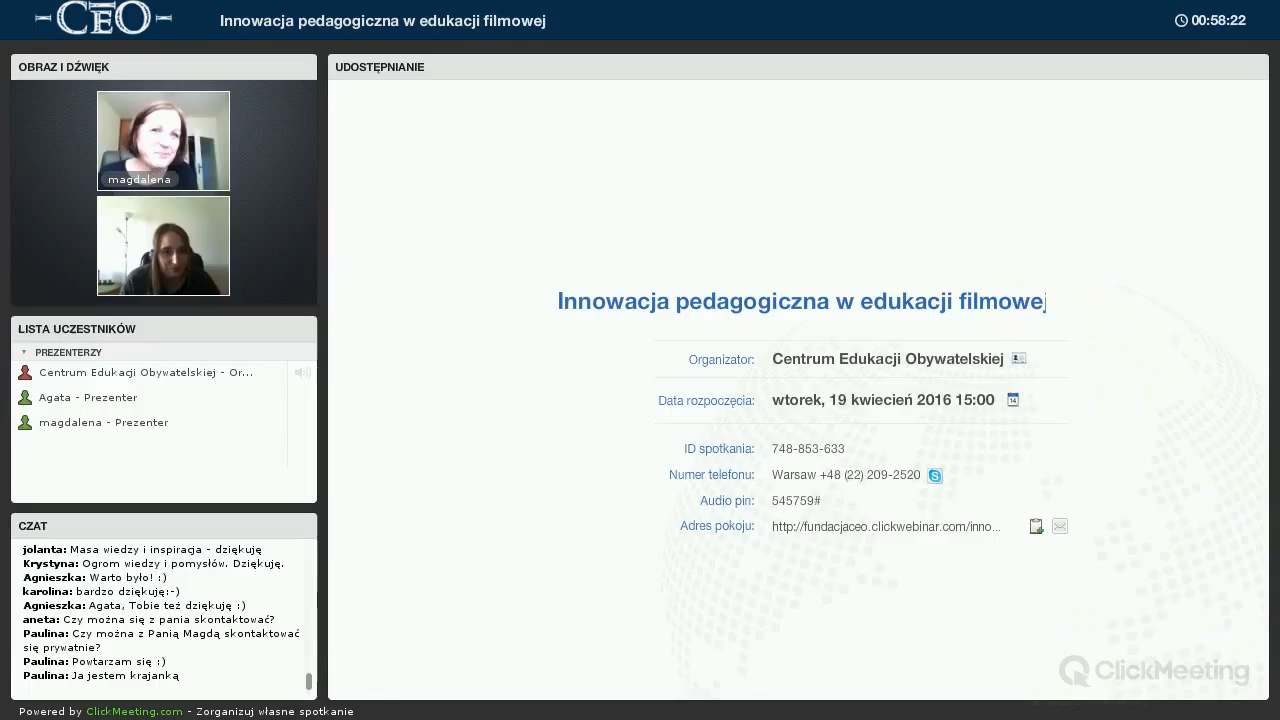 CEO
Innowacja pedagogiczna w edukacji filmowej
00:58:22
OBRAZ I DŹWIĘK
magdalena
LISTA UCZESTNIKÓW
PREZENTERZY
Centrum Edukacji Obywatelskiej - Or...
Agata - Prezenter
magdalena - Prezenter
CZAT
jolanta: Masa wiedzy i inspiracja - dziękuję
Krystyna: Ogrom wiedzy i pomysłów. Dziękuję.
Agnieszka: Warto było! :)
karolina: bardzo dziękuję:-)
Agnieszka: Agata, Tobie też dziękuję :)
aneta: Czy można się z pania skontaktować?
Paulina: Czy można z Panią Magdą skontaktować
się prywatnie?
Paulina: Powtarzam się :)
Paulina: Ja jestem krajanką
UDOSTĘPNIANIE
Innowacja pedagogiczna w edukacji filmowej
Organizator: Centrum Edukacji Obywatelskiej
Data rozpoczęcia: wtorek, 19 kwiecień 2016 15:00
14
ID spotkania: 748-853-633
Numer telefonu: Warsaw +48 (22) 209-2520
Audio pin: 545759#
Adres pokoju: http://fundacjaceo.clickwebinar.com/inno...
ClickMeeting
Powered by ClickMeeting.com - Zorganizuj własne spotkanie